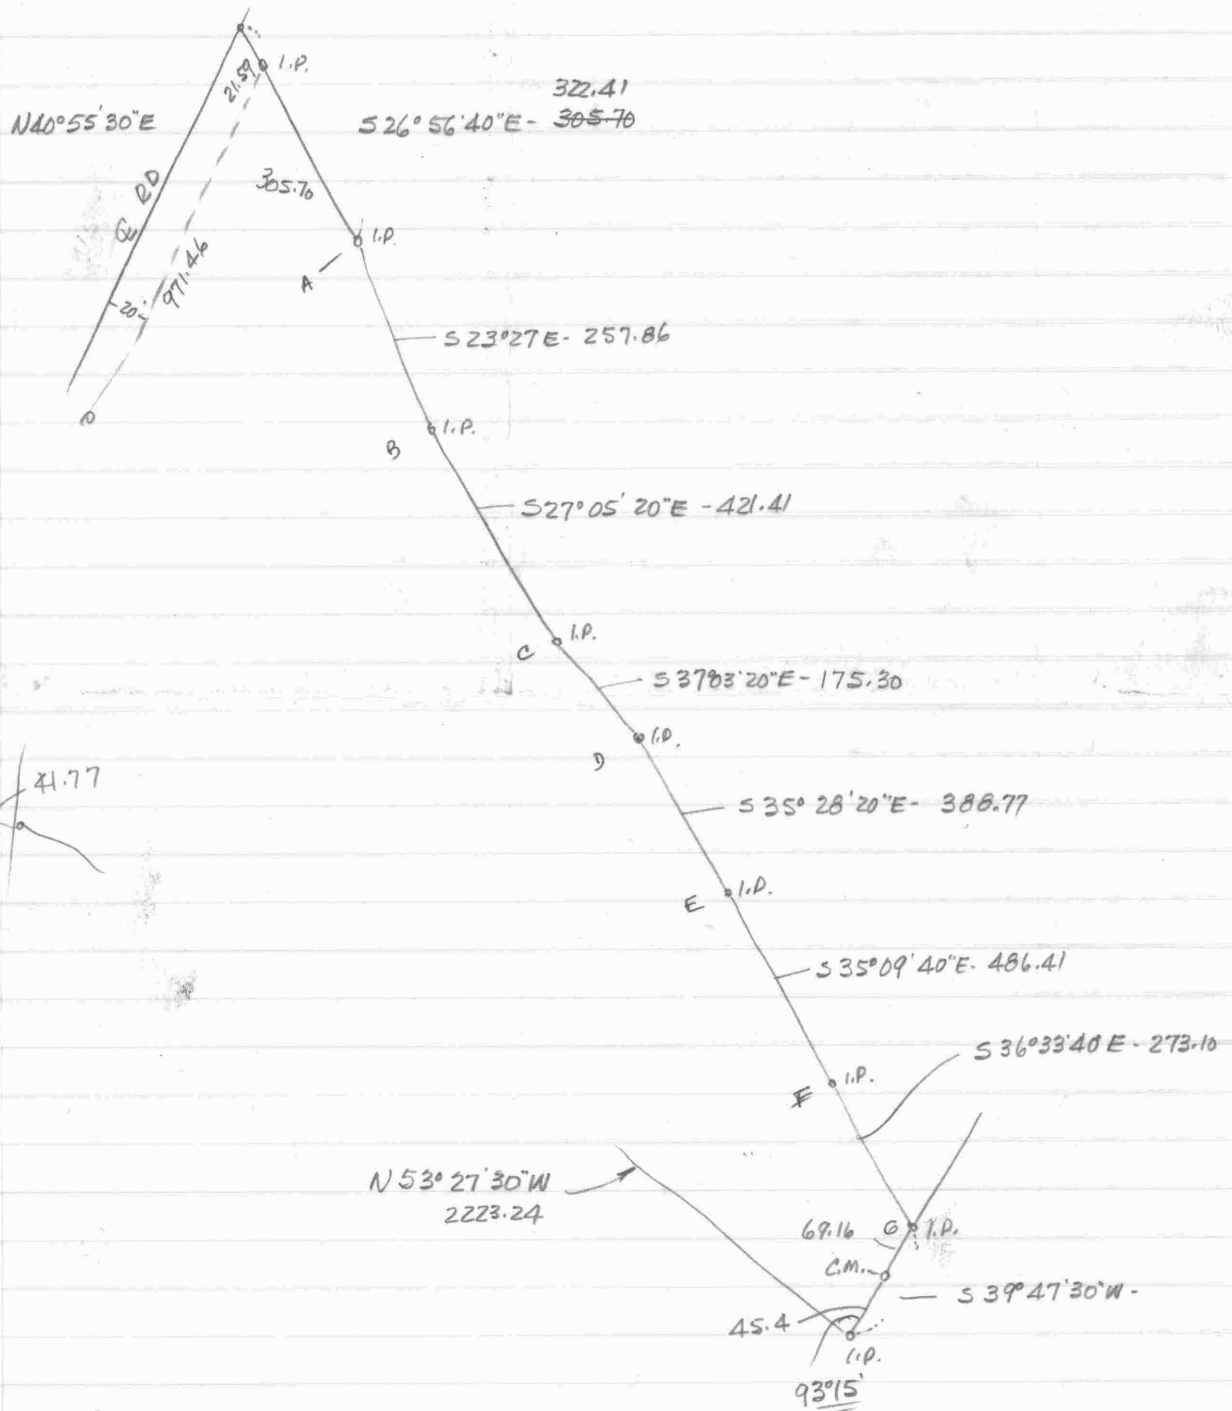 I.P.
21.59
322.41
N40°55'30"E
S26°56'40"E - 305.70
℄ RD
305.70
I.P.
971.46
A
20'
S23°27E - 257.86
I.P.
B
S27°05'20"E - 421.41
I.P.
C
S37°03'20"E - 175.30
I.P.
D
41.77
S35°28'20"E - 388.77
I.P.
E
S35°09'40"E - 486.41
S36°33'40E - 273.10
I.P.
F
N53°27'30"W
2223.24
69.16
G I.P.
C.M.
S39°47'30"W -
45.4
I.P.
93°15'